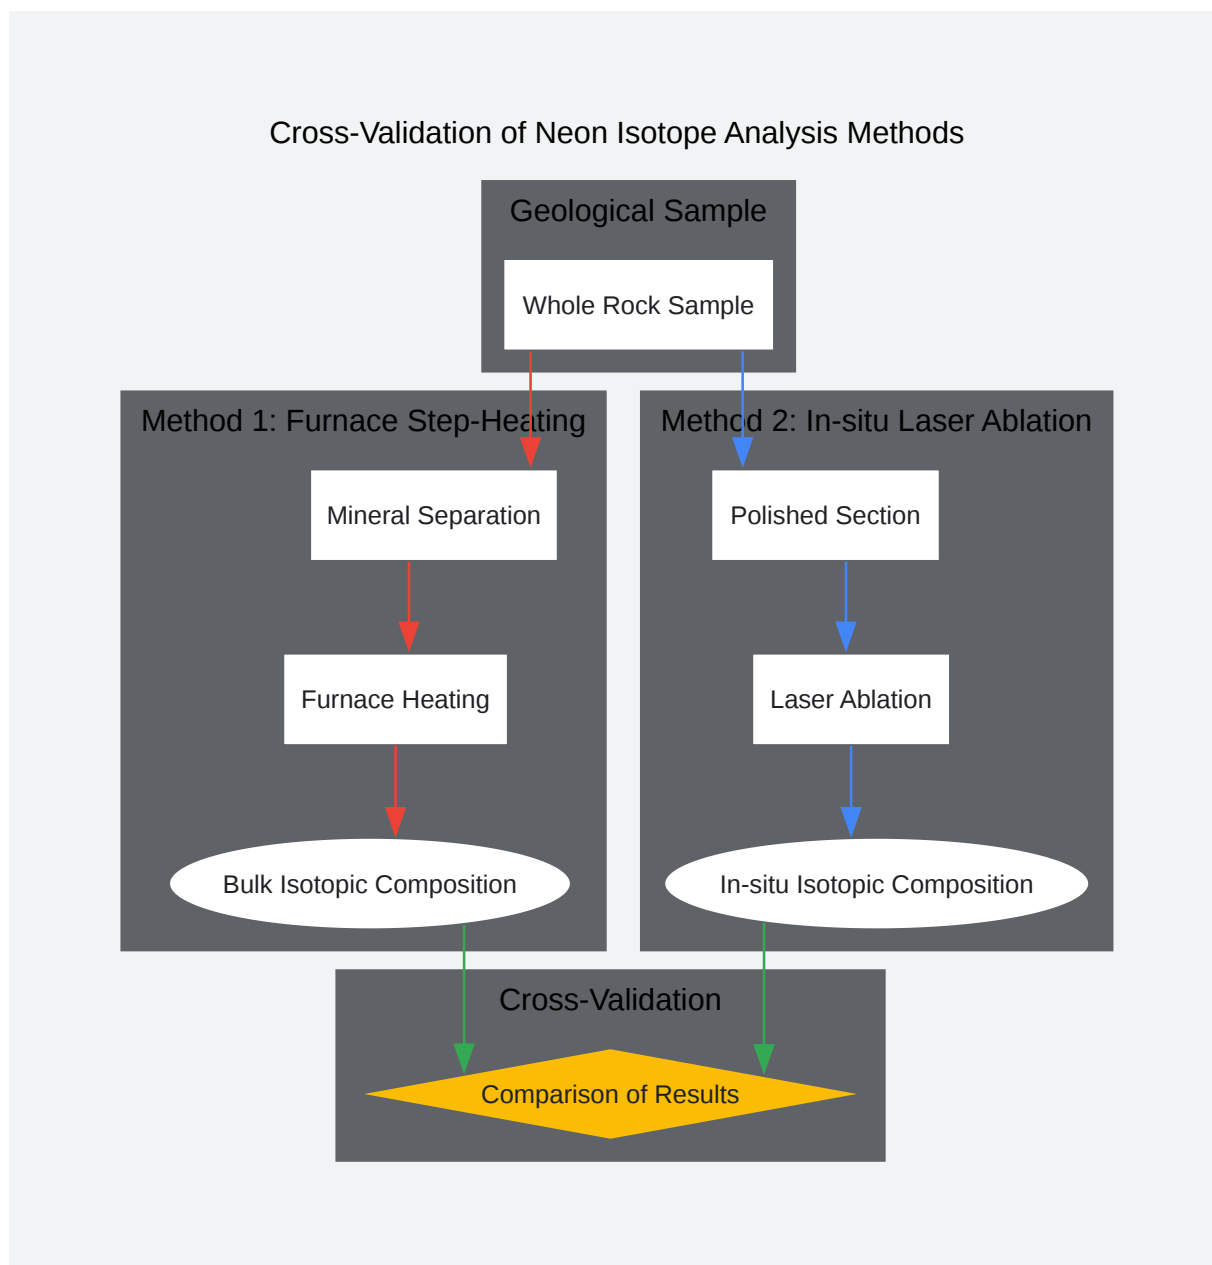 Cross-Validation of Neon Isotope Analysis Methods
Geological Sample
Whole Rock Sample
Method 1: Furnace Step-Heating
Mineral Separation
Furnace Heating
Bulk Isotopic Composition
Method 2: In-situ Laser Ablation
Polished Section
Laser Ablation
In-situ Isotopic Composition
Cross-Validation
Comparison of Results